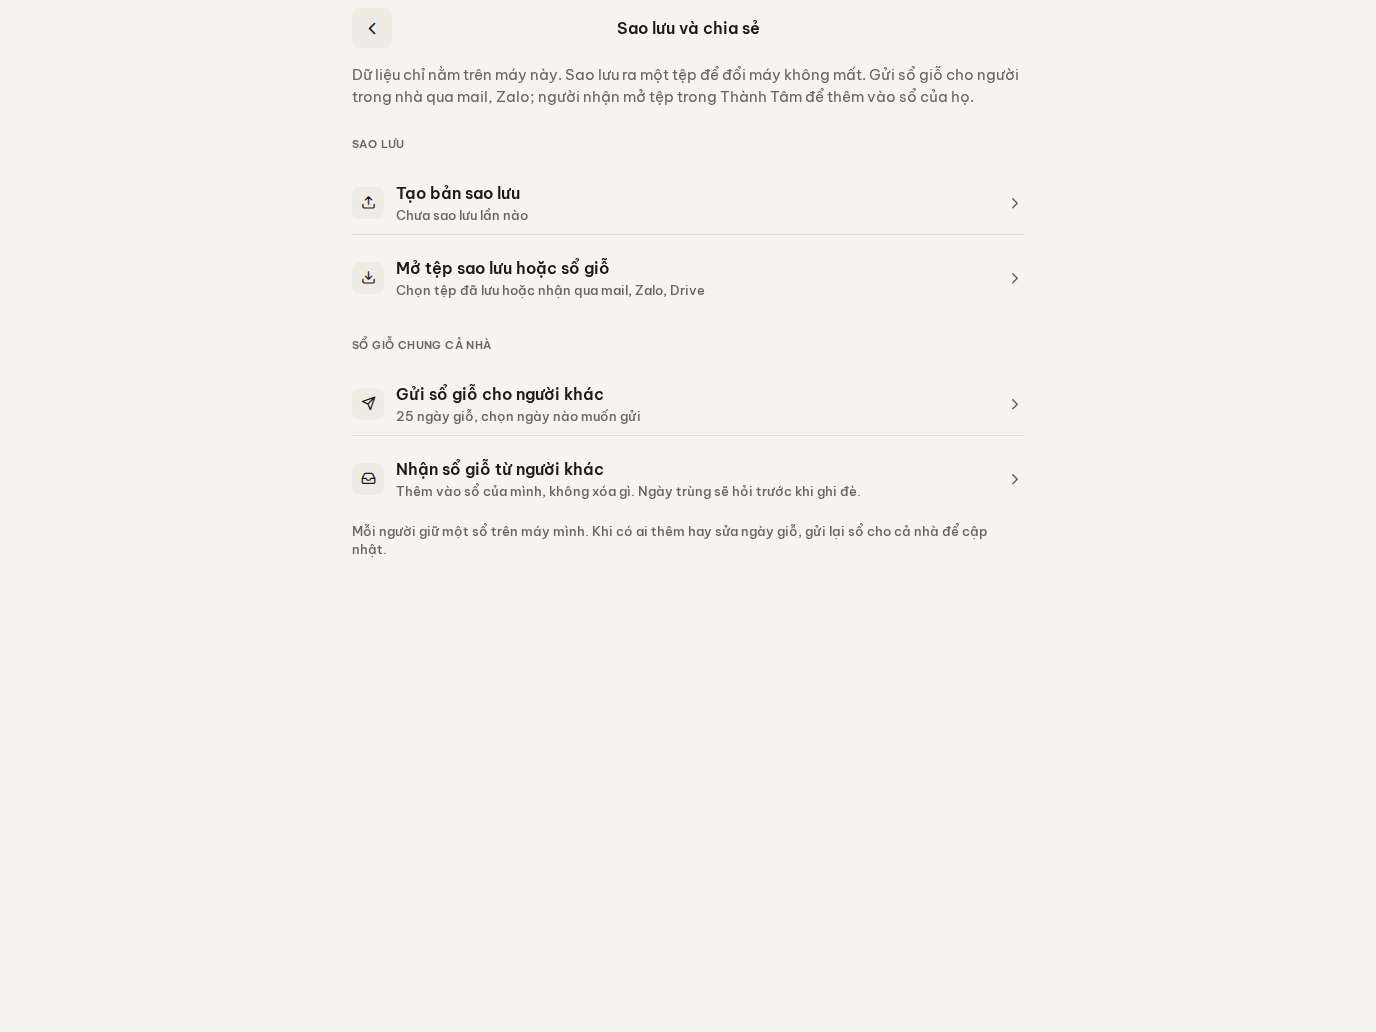 Sao lưu và chia sẻ
Dữ liệu chỉ nằm trên máy này. Sao lưu ra một tệp để đổi máy không mất. Gửi sổ giỗ cho người
trong nhà qua mail, Zalo; người nhận mở tệp trong Thành Tâm để thêm vào sổ của họ.
SAO LƯU
Tạo bản sao lưu
Chưa sao lưu lần nào
Mở tệp sao lưu hoặc sổ giỗ
Chọn tệp đã lưu hoặc nhận qua mail, Zalo, Drive
SỔ GIỖ CHUNG CẢ NHÀ
Gửi sổ giỗ cho người khác
25 ngày giỗ, chọn ngày nào muốn gửi
Nhận sổ giỗ từ người khác
Thêm vào sổ của mình, không xóa gì. Ngày trùng sẽ hỏi trước khi ghi đè.
Mỗi người giữ một sổ trên máy mình. Khi có ai thêm hay sửa ngày giỗ, gửi lại sổ cho cả nhà để cập
nhật.